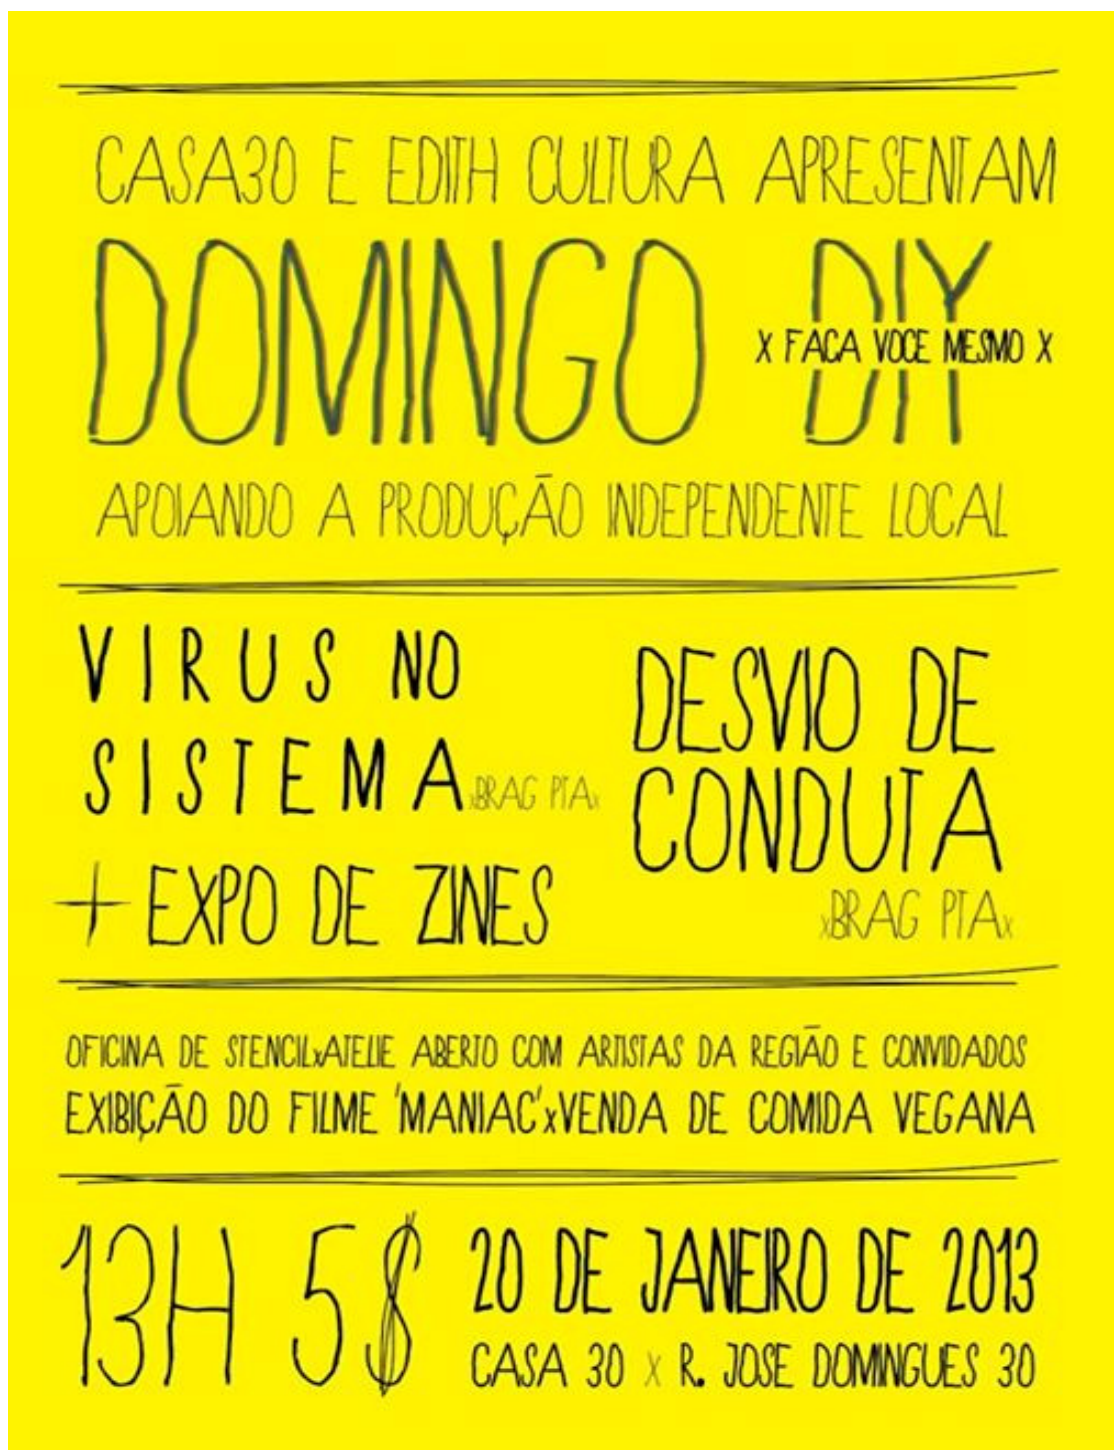 CASA30 E EDITH CULTURA APRESENTAM
DOMINGO DIY
X FACA VOCE MESMO X
APOIANDO A PRODUÇÃO INDEPENDENTE LOCAL
VIRUS NO
SISTEMA xBRAG PTAx
+ EXPO DE ZINES
DESVIO DE
CONDUTA
xBRAG PTAx
OFICINA DE STENCILxATELIE ABERTO COM ARTISTAS DA REGIÃO E CONVIDADOS
EXIBIÇÃO DO FILME 'MANIAC'xVENDA DE COMIDA VEGANA
13H 5$
20 DE JANEIRO DE 2013
CASA 30 X R. JOSE DOMINGUES 30